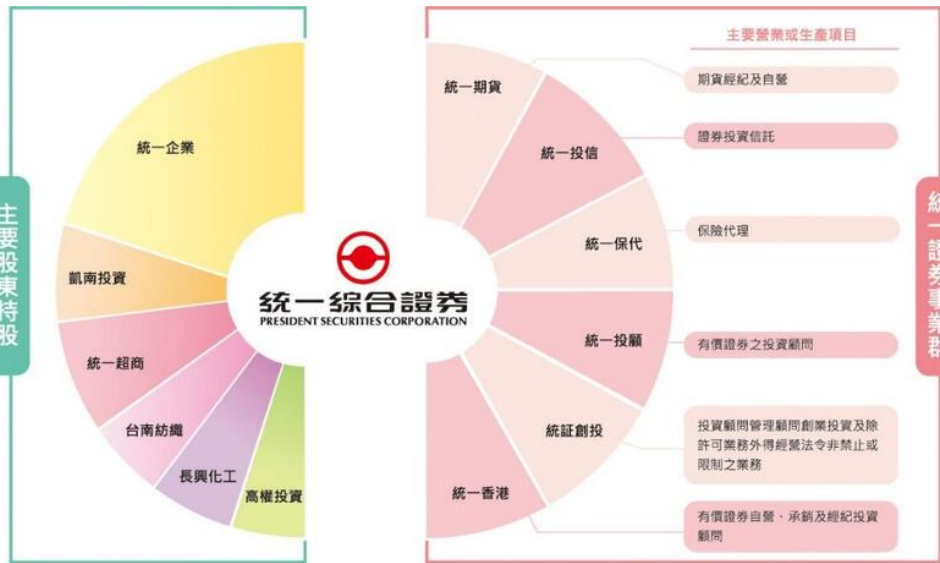 主要股東持股
統一企業
凱南投資
統一超商
台南紡織
長興化工
高權投資
統一綜合證券
PRESIDENT SECURITIES CORPORATION
統一證券事業群
主要營業或生產項目
統一期貨
期貨經紀及自營
統一投信
證券投資信託
統一保代
保險代理
統一投顧
有價證券之投資顧問
統証創投
投資顧問管理顧問創業投資及除
許可業務外得經營法令非禁止或
限制之業務
統一香港
有價證券自營、承銷及經紀投資
顧問